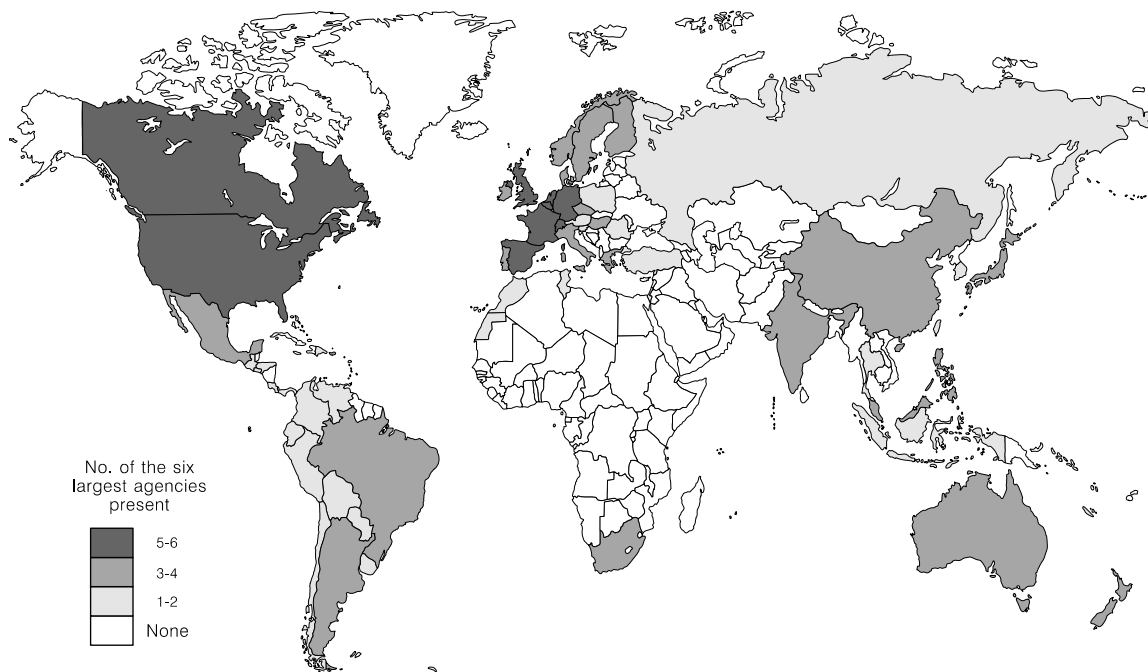 No. of the six
largest agencies
present
5-6
3-4
1-2
None